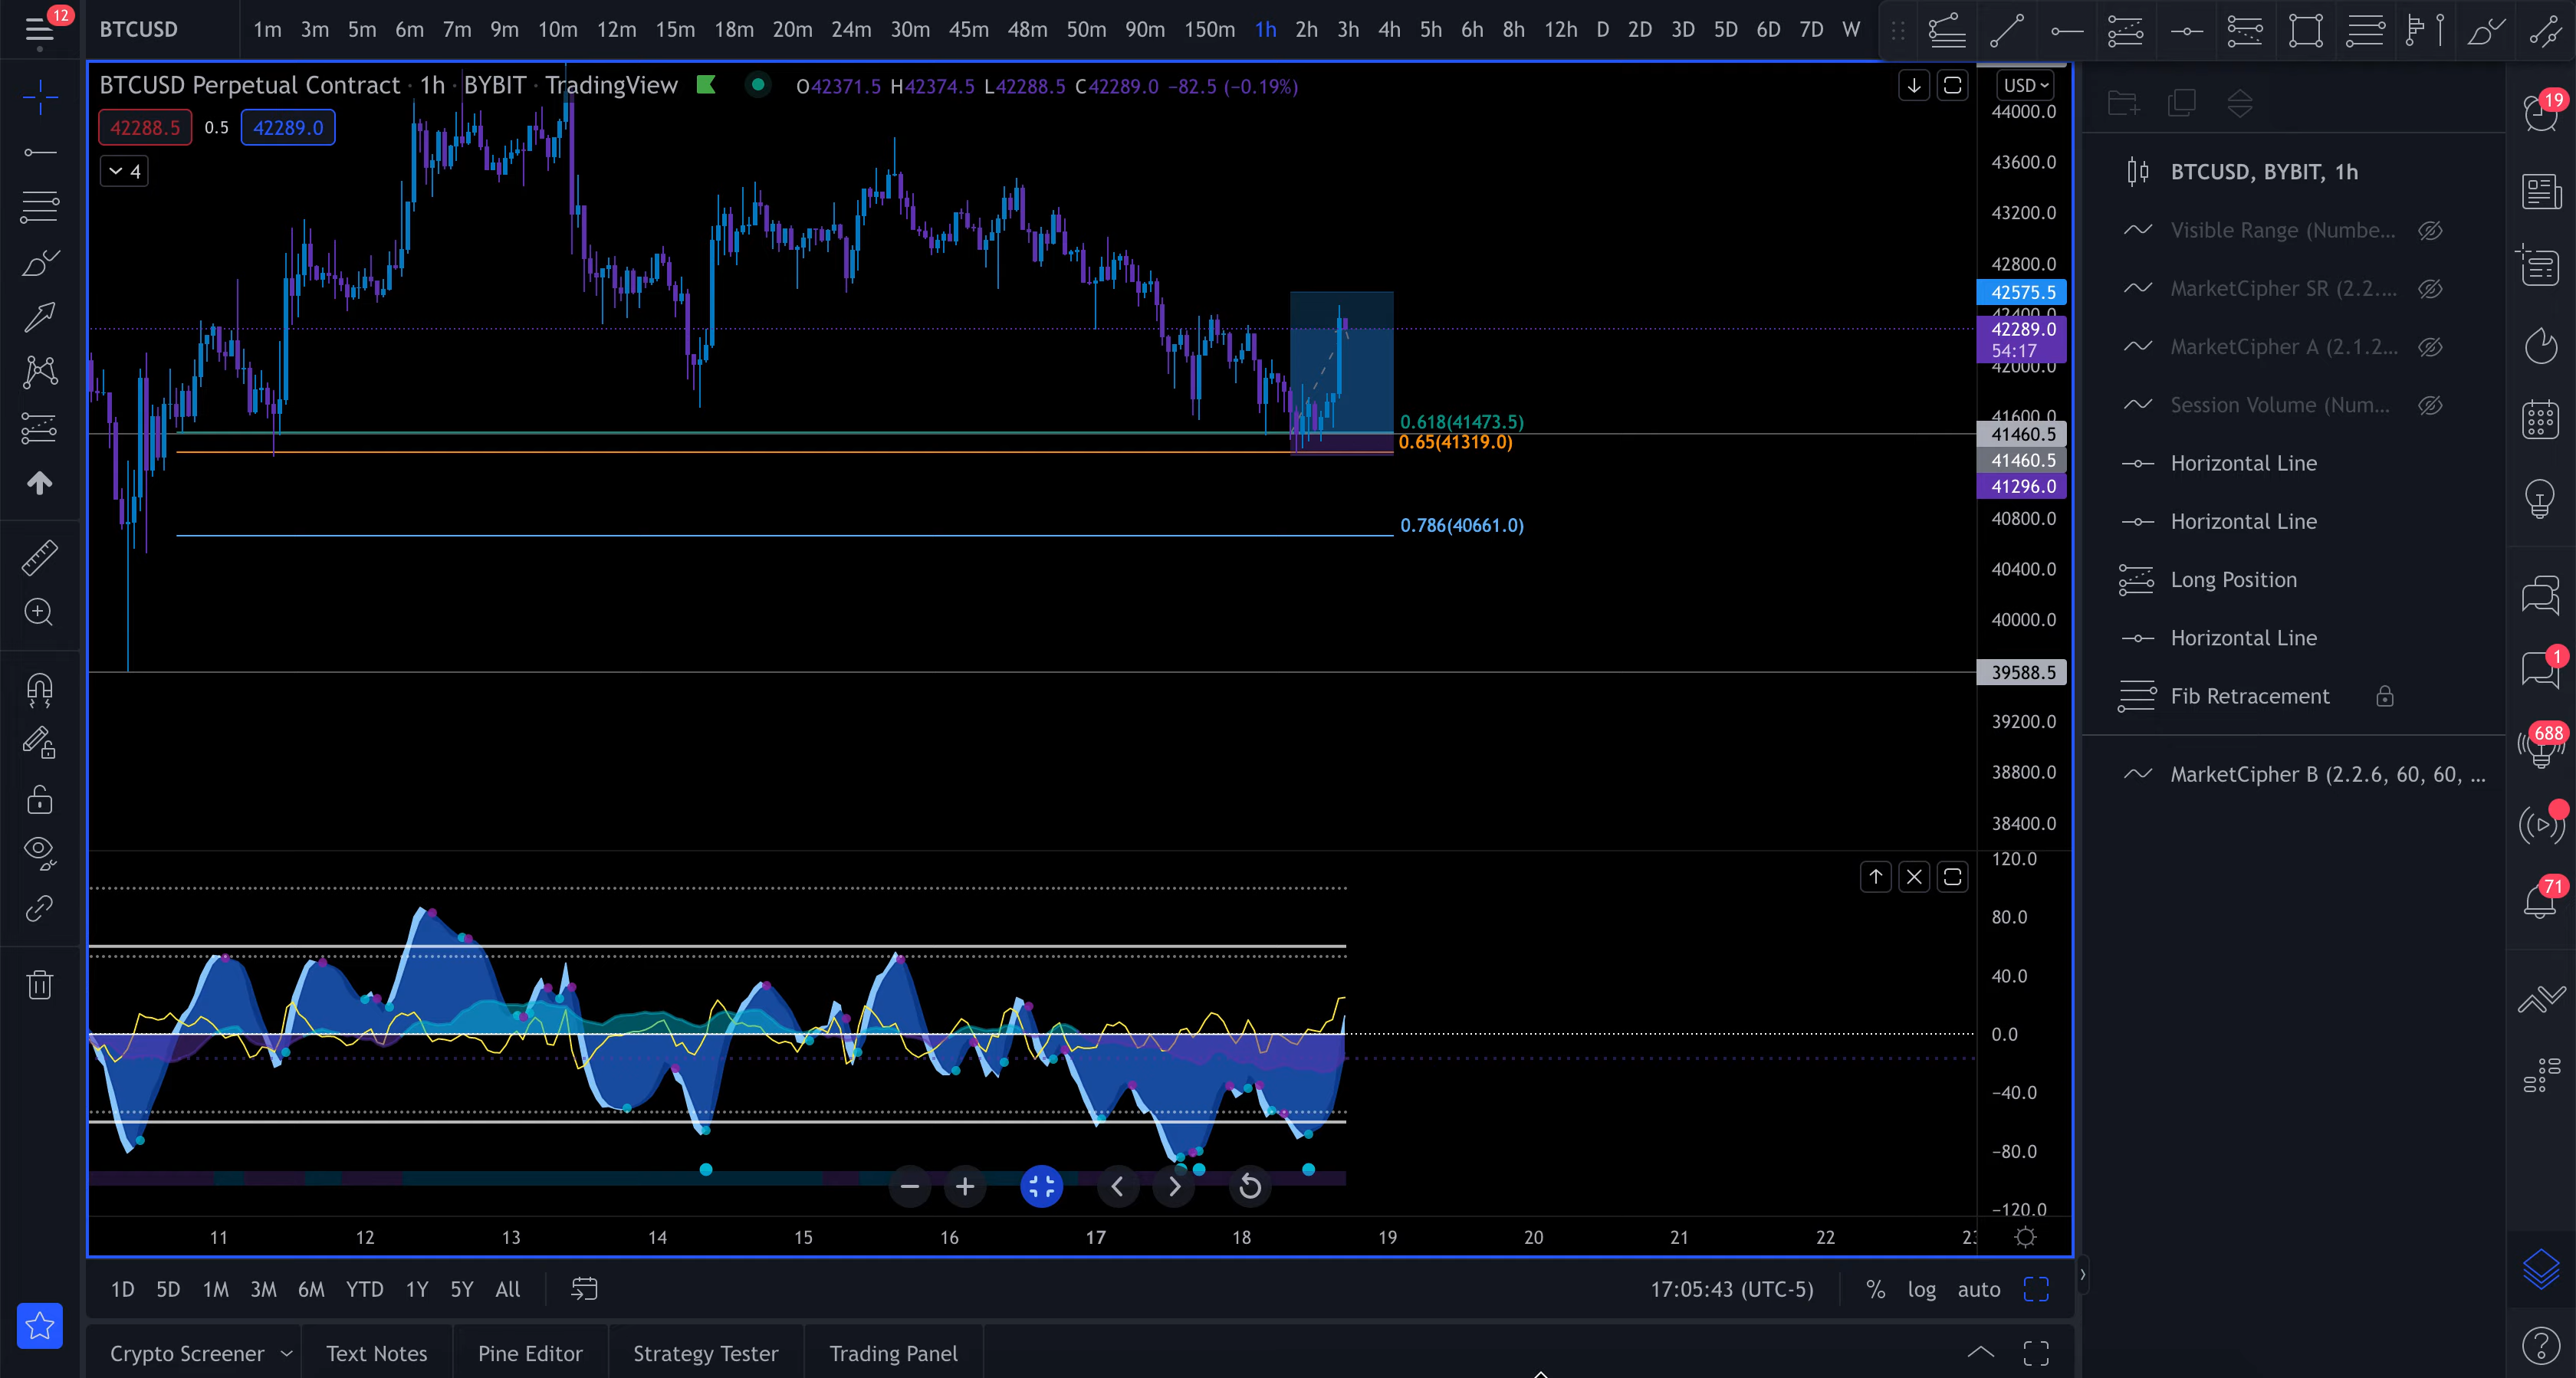 12
BTCUSD
1m 3m 5m 6m 7m 9m 10m 12m 15m 18m 20m 24m 30m 45m 48m 50m 90m 150m 1h 2h 3h 4h 5h 6h 8h 12h D 2D 3D 5D 6D 7D W
BTCUSD Perpetual Contract · 1h · BYBIT · TradingView
O42371.5 H42374.5 L42288.5 C42289.0 −82.5 (−0.19%)
USD
42288.5 0.5 42289.0
4
44000.0
43600.0
43200.0
42800.0
42575.5
42400.0
42289.0
54:17
42000.0
41600.0
41460.5
41460.5
41296.0
40800.0
40400.0
40000.0
39588.5
39200.0
38800.0
38400.0
0.618(41473.5)
0.65(41319.0)
0.786(40661.0)
120.0
80.0
40.0
0.0
−40.0
−80.0
−120.0
11 12 13 14 15 16 17 18 19 20 21 22
1D 5D 1M 3M 6M YTD 1Y 5Y All
17:05:43 (UTC-5) % log auto
Crypto Screener Text Notes Pine Editor Strategy Tester Trading Panel
BTCUSD, BYBIT, 1h
Visible Range (Numbe...
MarketCipher SR (2.2....
MarketCipher A (2.1.2...
Session Volume (Num...
Horizontal Line
Horizontal Line
Long Position
Horizontal Line
Fib Retracement
MarketCipher B (2.2.6, 60, 60, ...
19
1
688
71